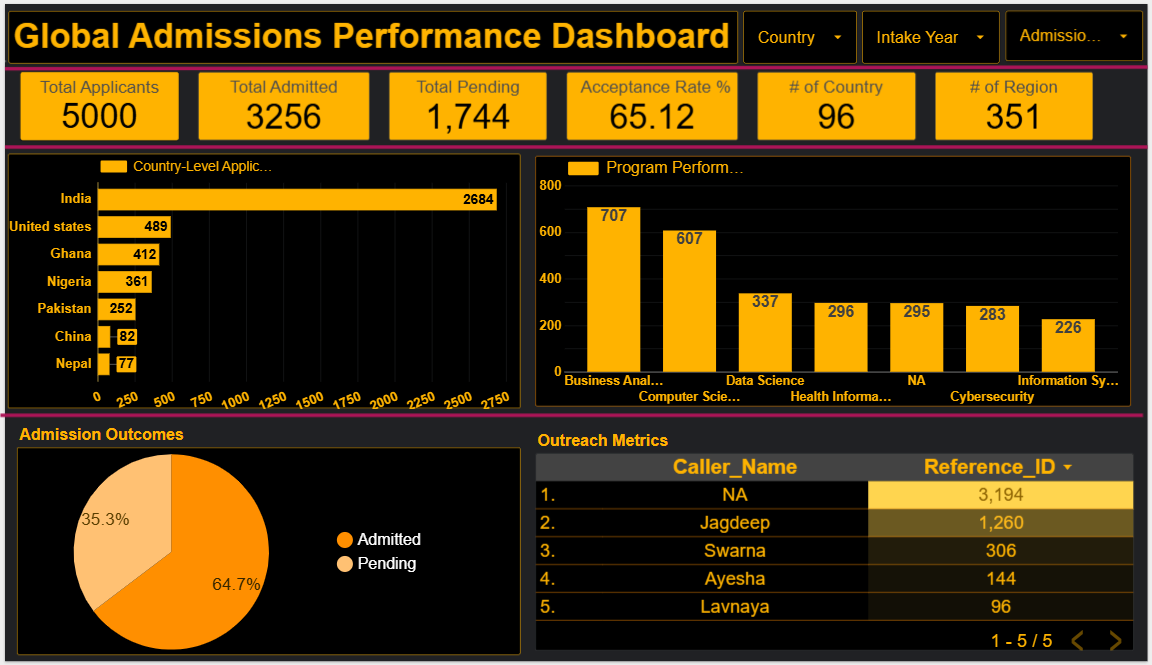 Global Admissions Performance Dashboard
Country
Intake Year
Admissio...
Total Applicants
5000
Total Admitted
3256
Total Pending
1,744
Acceptance Rate %
65.12
# of Country
96
# of Region
351
Country-Level Applic...
India
2684
United states
489
Ghana
412
Nigeria
361
Pakistan
252
China
82
Nepal
77
0 250 500 750 1000 1250 1500 1750 2000 2250 2500 2750
Program Perform...
800
600
400
200
0
707
607
337
296
295
283
226
Business Anal...
Computer Scie...
Data Science
Health Informa...
NA
Cybersecurity
Information Sy...
Admission Outcomes
35.3%
64.7%
Admitted
Pending
Outreach Metrics
Caller_Name Reference_ID
1. NA 3,194
2. Jagdeep 1,260
3. Swarna 306
4. Ayesha 144
5. Lavnaya 96
1 - 5 / 5